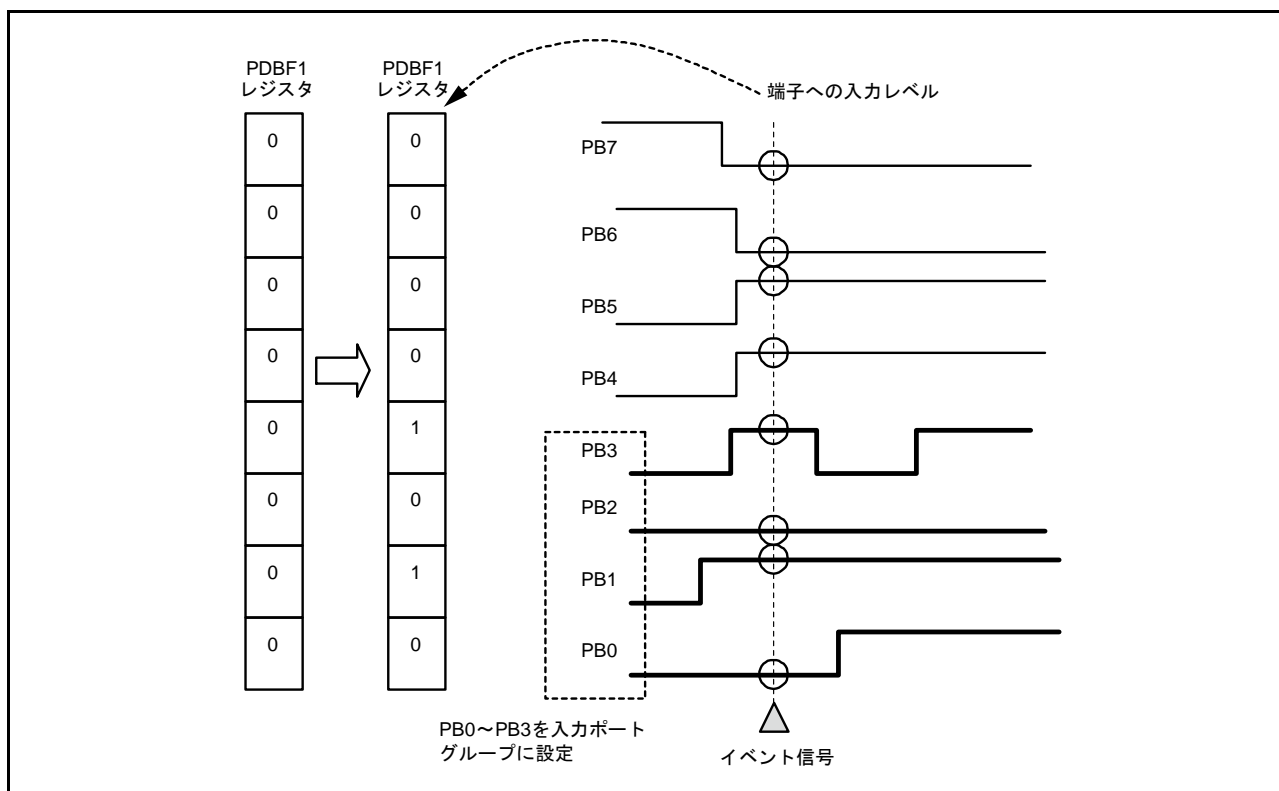 PDBF1
レジスタ
PDBF1
レジスタ
端子への入力レベル
0
0
PB7
0
0
PB6
0
0
PB5
0
0
PB4
0
1
PB3
0
0
PB2
0
1
PB1
0
0
PB0
PB0～PB3を入力ポート
グループに設定
イベント信号